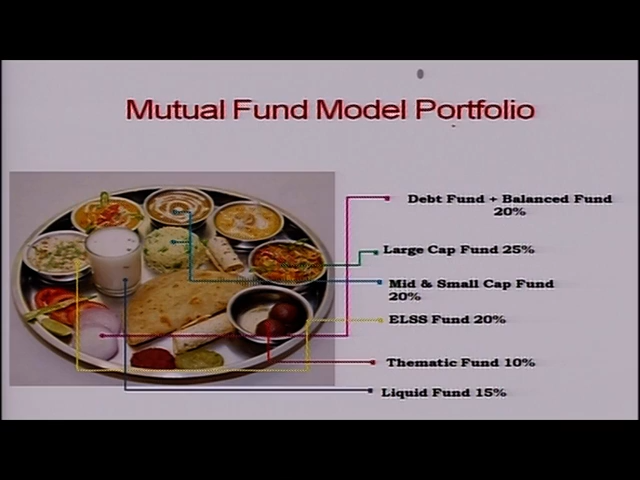 Mutual Fund Model Portfolio
Debt Fund + Balanced Fund
20%
Large Cap Fund 25%
Mid & Small Cap Fund
20%
ELSS Fund 20%
Thematic Fund 10%
Liquid Fund 15%